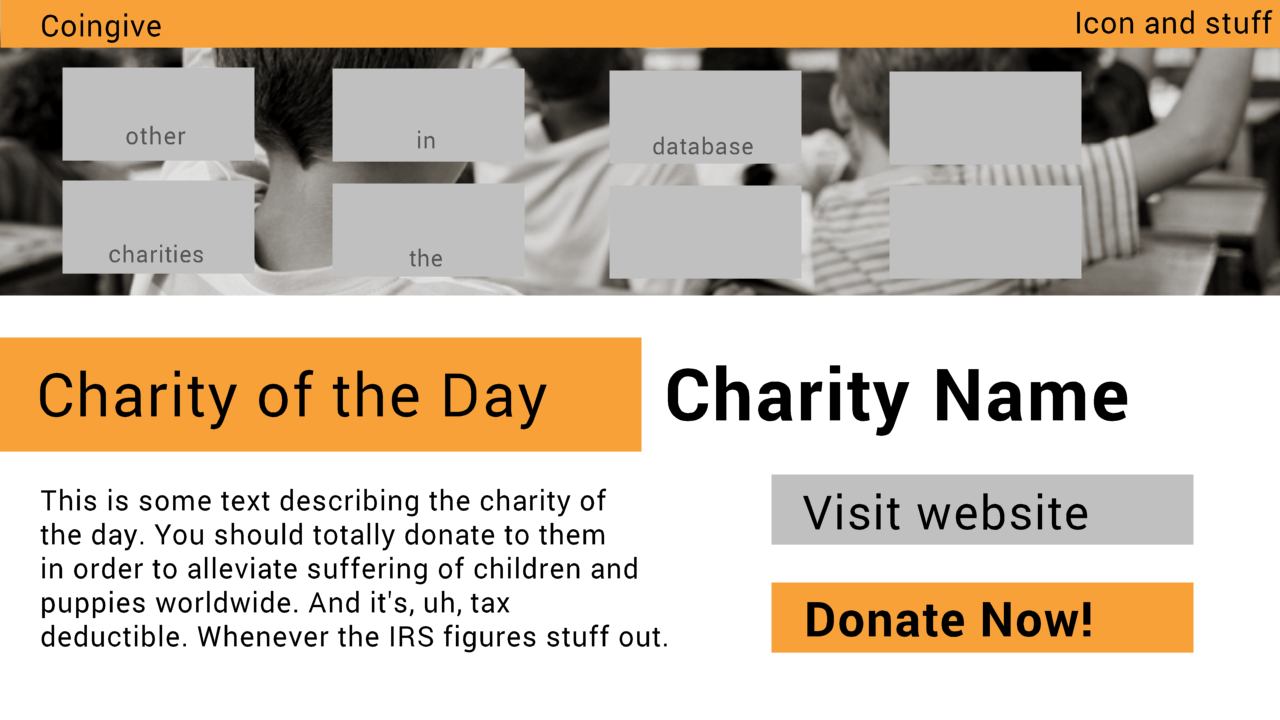 Coingive
Icon and stuff
other
in
database
charities
the
Charity of the Day
Charity Name
This is some text describing the charity of
the day. You should totally donate to them
in order to alleviate suffering of children and
puppies worldwide. And it's, uh, tax
deductible. Whenever the IRS figures stuff out.
Visit website
Donate Now!